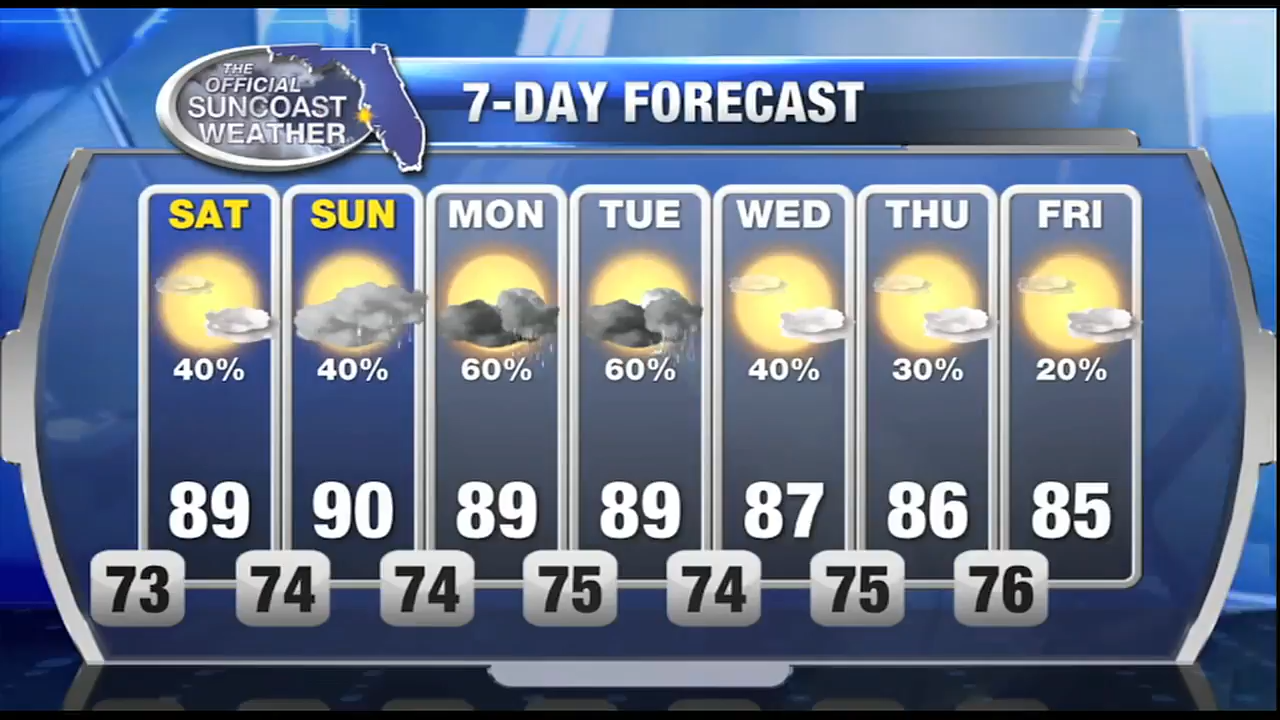 THE
OFFICIAL
SUNCOAST
WEATHER
7-DAY FORECAST
SAT SUN MON TUE WED THU FRI
40% 40% 60% 60% 40% 30% 20%
89 90 89 89 87 86 85
73 74 74 75 74 75 76